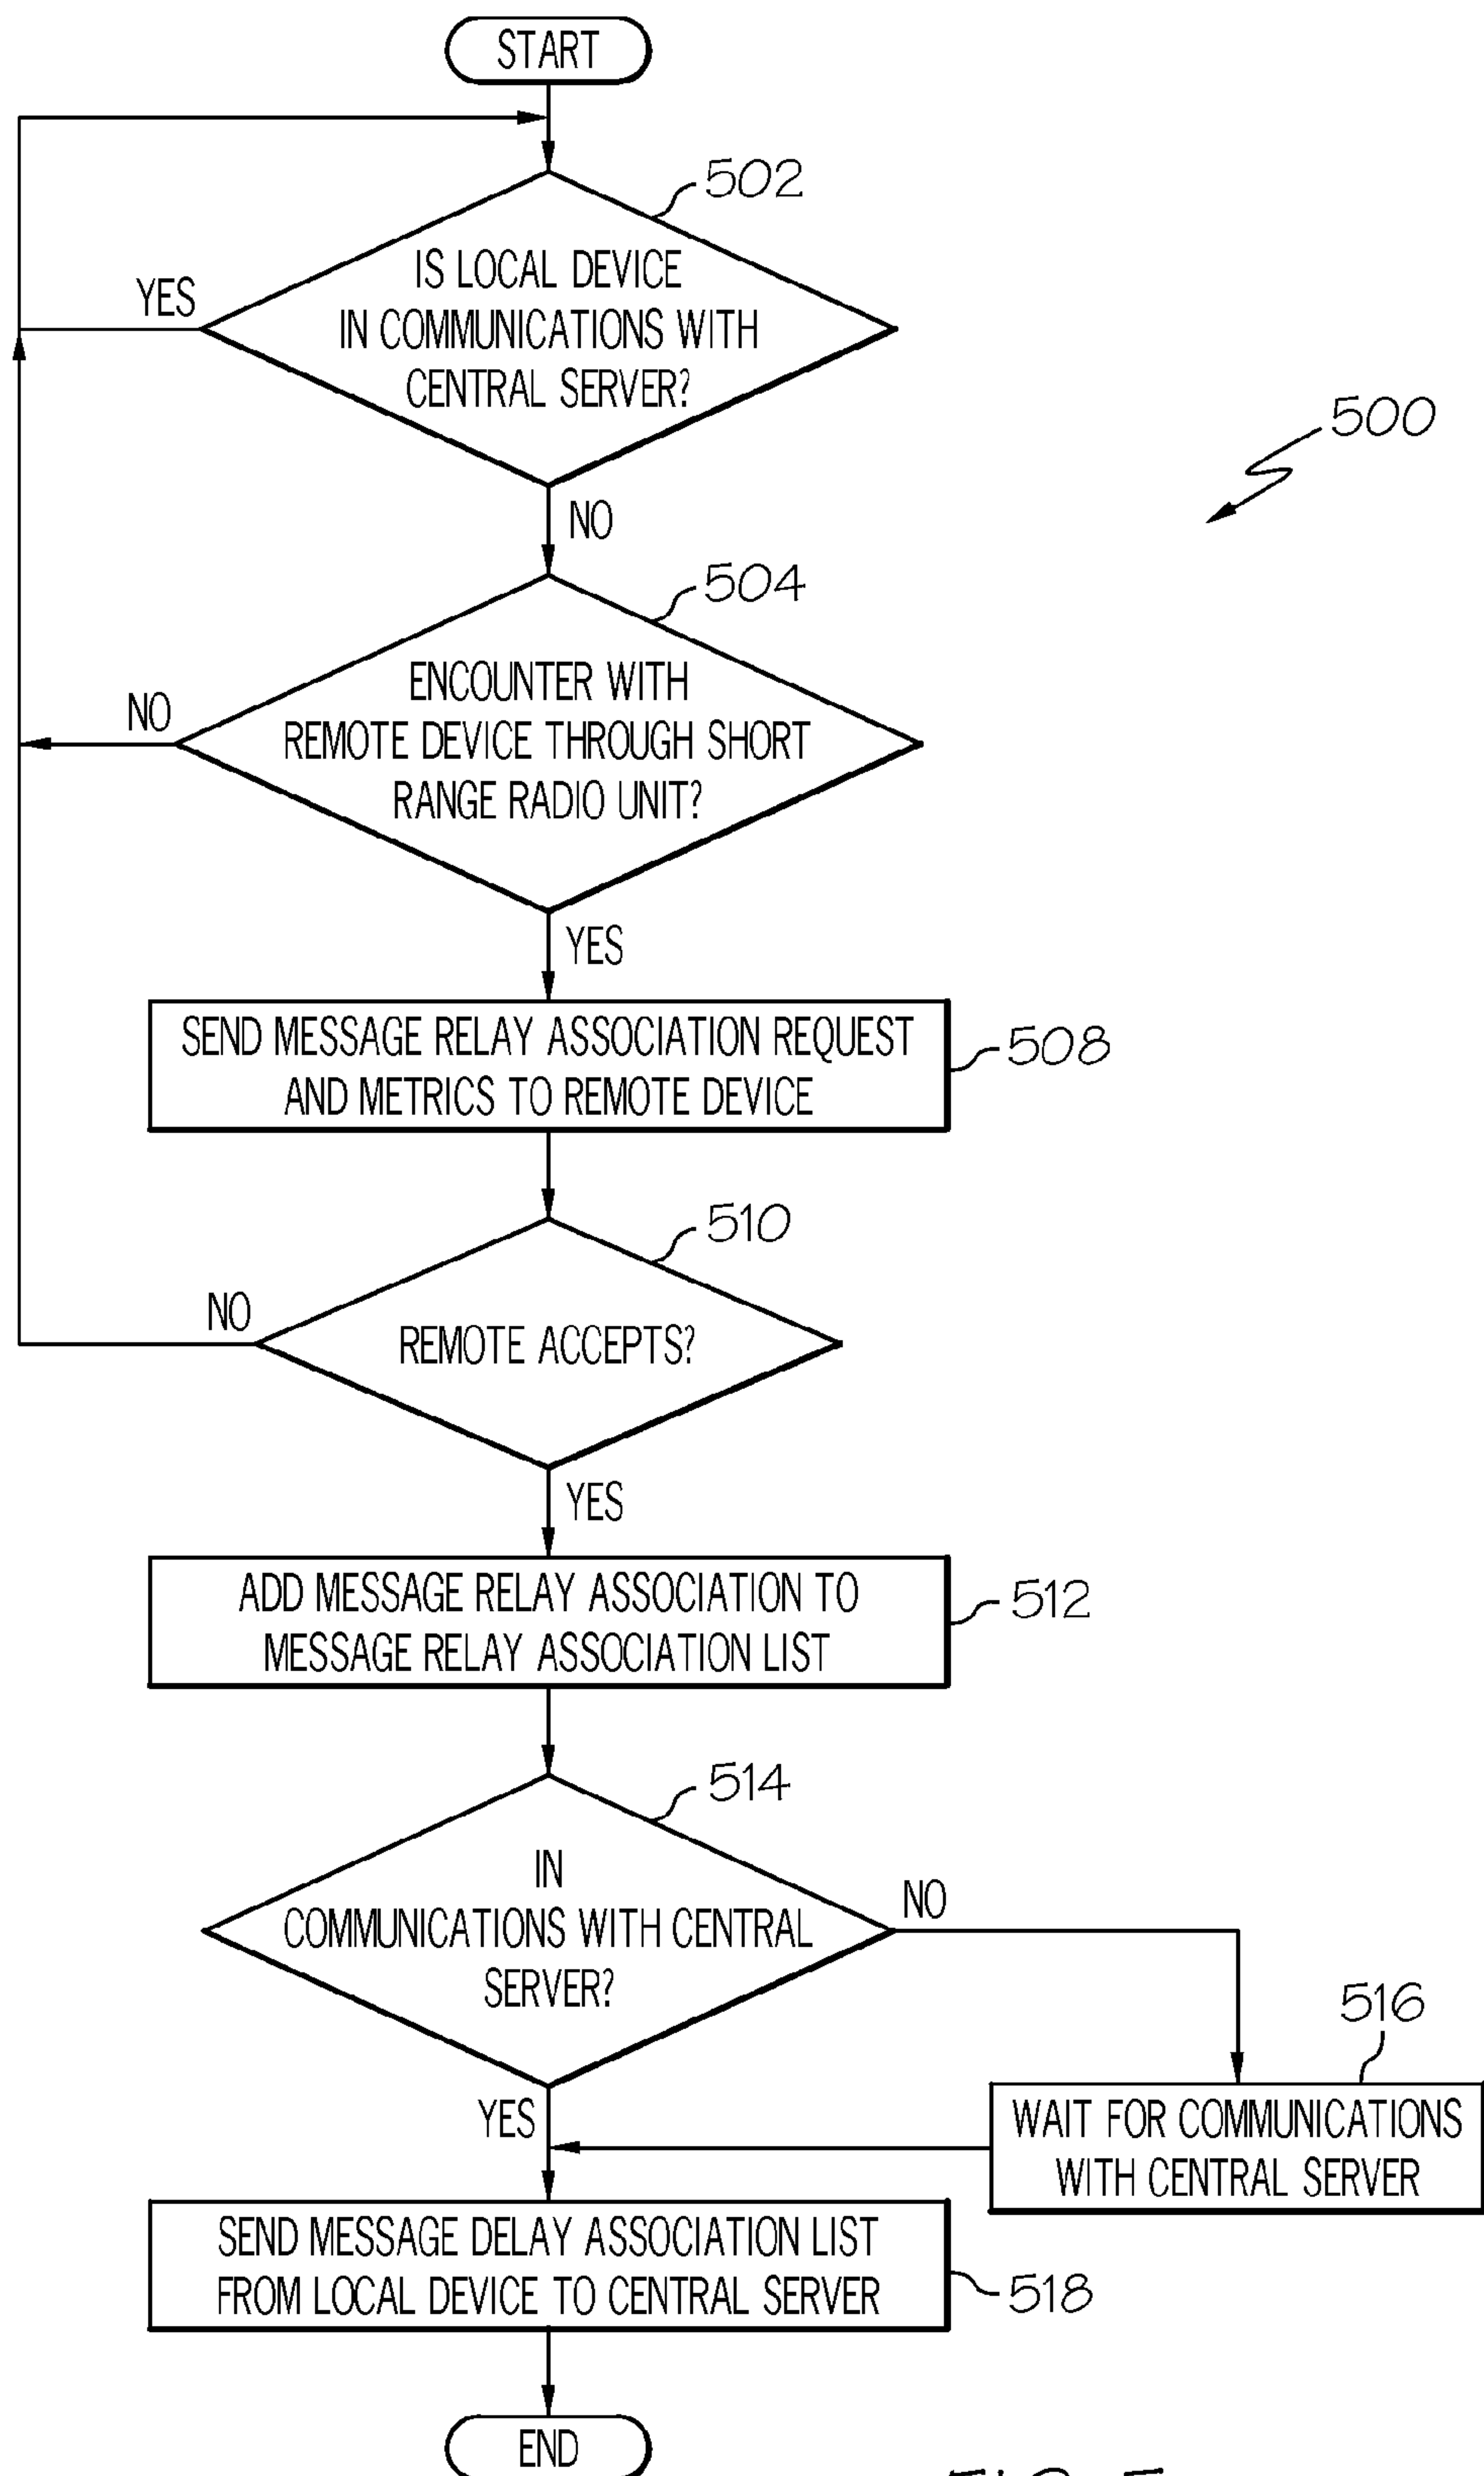 START
502
IS LOCAL DEVICE
IN COMMUNICATIONS WITH
CENTRAL SERVER?
YES
500
NO
504
ENCOUNTER WITH
REMOTE DEVICE THROUGH SHORT
RANGE RADIO UNIT?
NO
YES
SEND MESSAGE RELAY ASSOCIATION REQUEST
AND METRICS TO REMOTE DEVICE
508
510
NO
REMOTE ACCEPTS?
YES
ADD MESSAGE RELAY ASSOCIATION TO
MESSAGE RELAY ASSOCIATION LIST
512
514
IN
COMMUNICATIONS WITH CENTRAL
SERVER?
NO
516
WAIT FOR COMMUNICATIONS
WITH CENTRAL SERVER
YES
SEND MESSAGE DELAY ASSOCIATION LIST
FROM LOCAL DEVICE TO CENTRAL SERVER
518
END